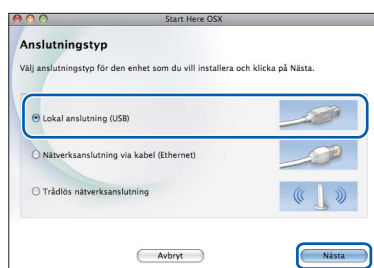 Start Here OSX
Anslutningstyp
Välj anslutningstyp för den enhet som du vill installera och klicka på Nästa.
Lokal anslutning (USB)
Nätverksanslutning via kabel (Ethernet)
Trådlös nätverksanslutning
Avbryt Nästa